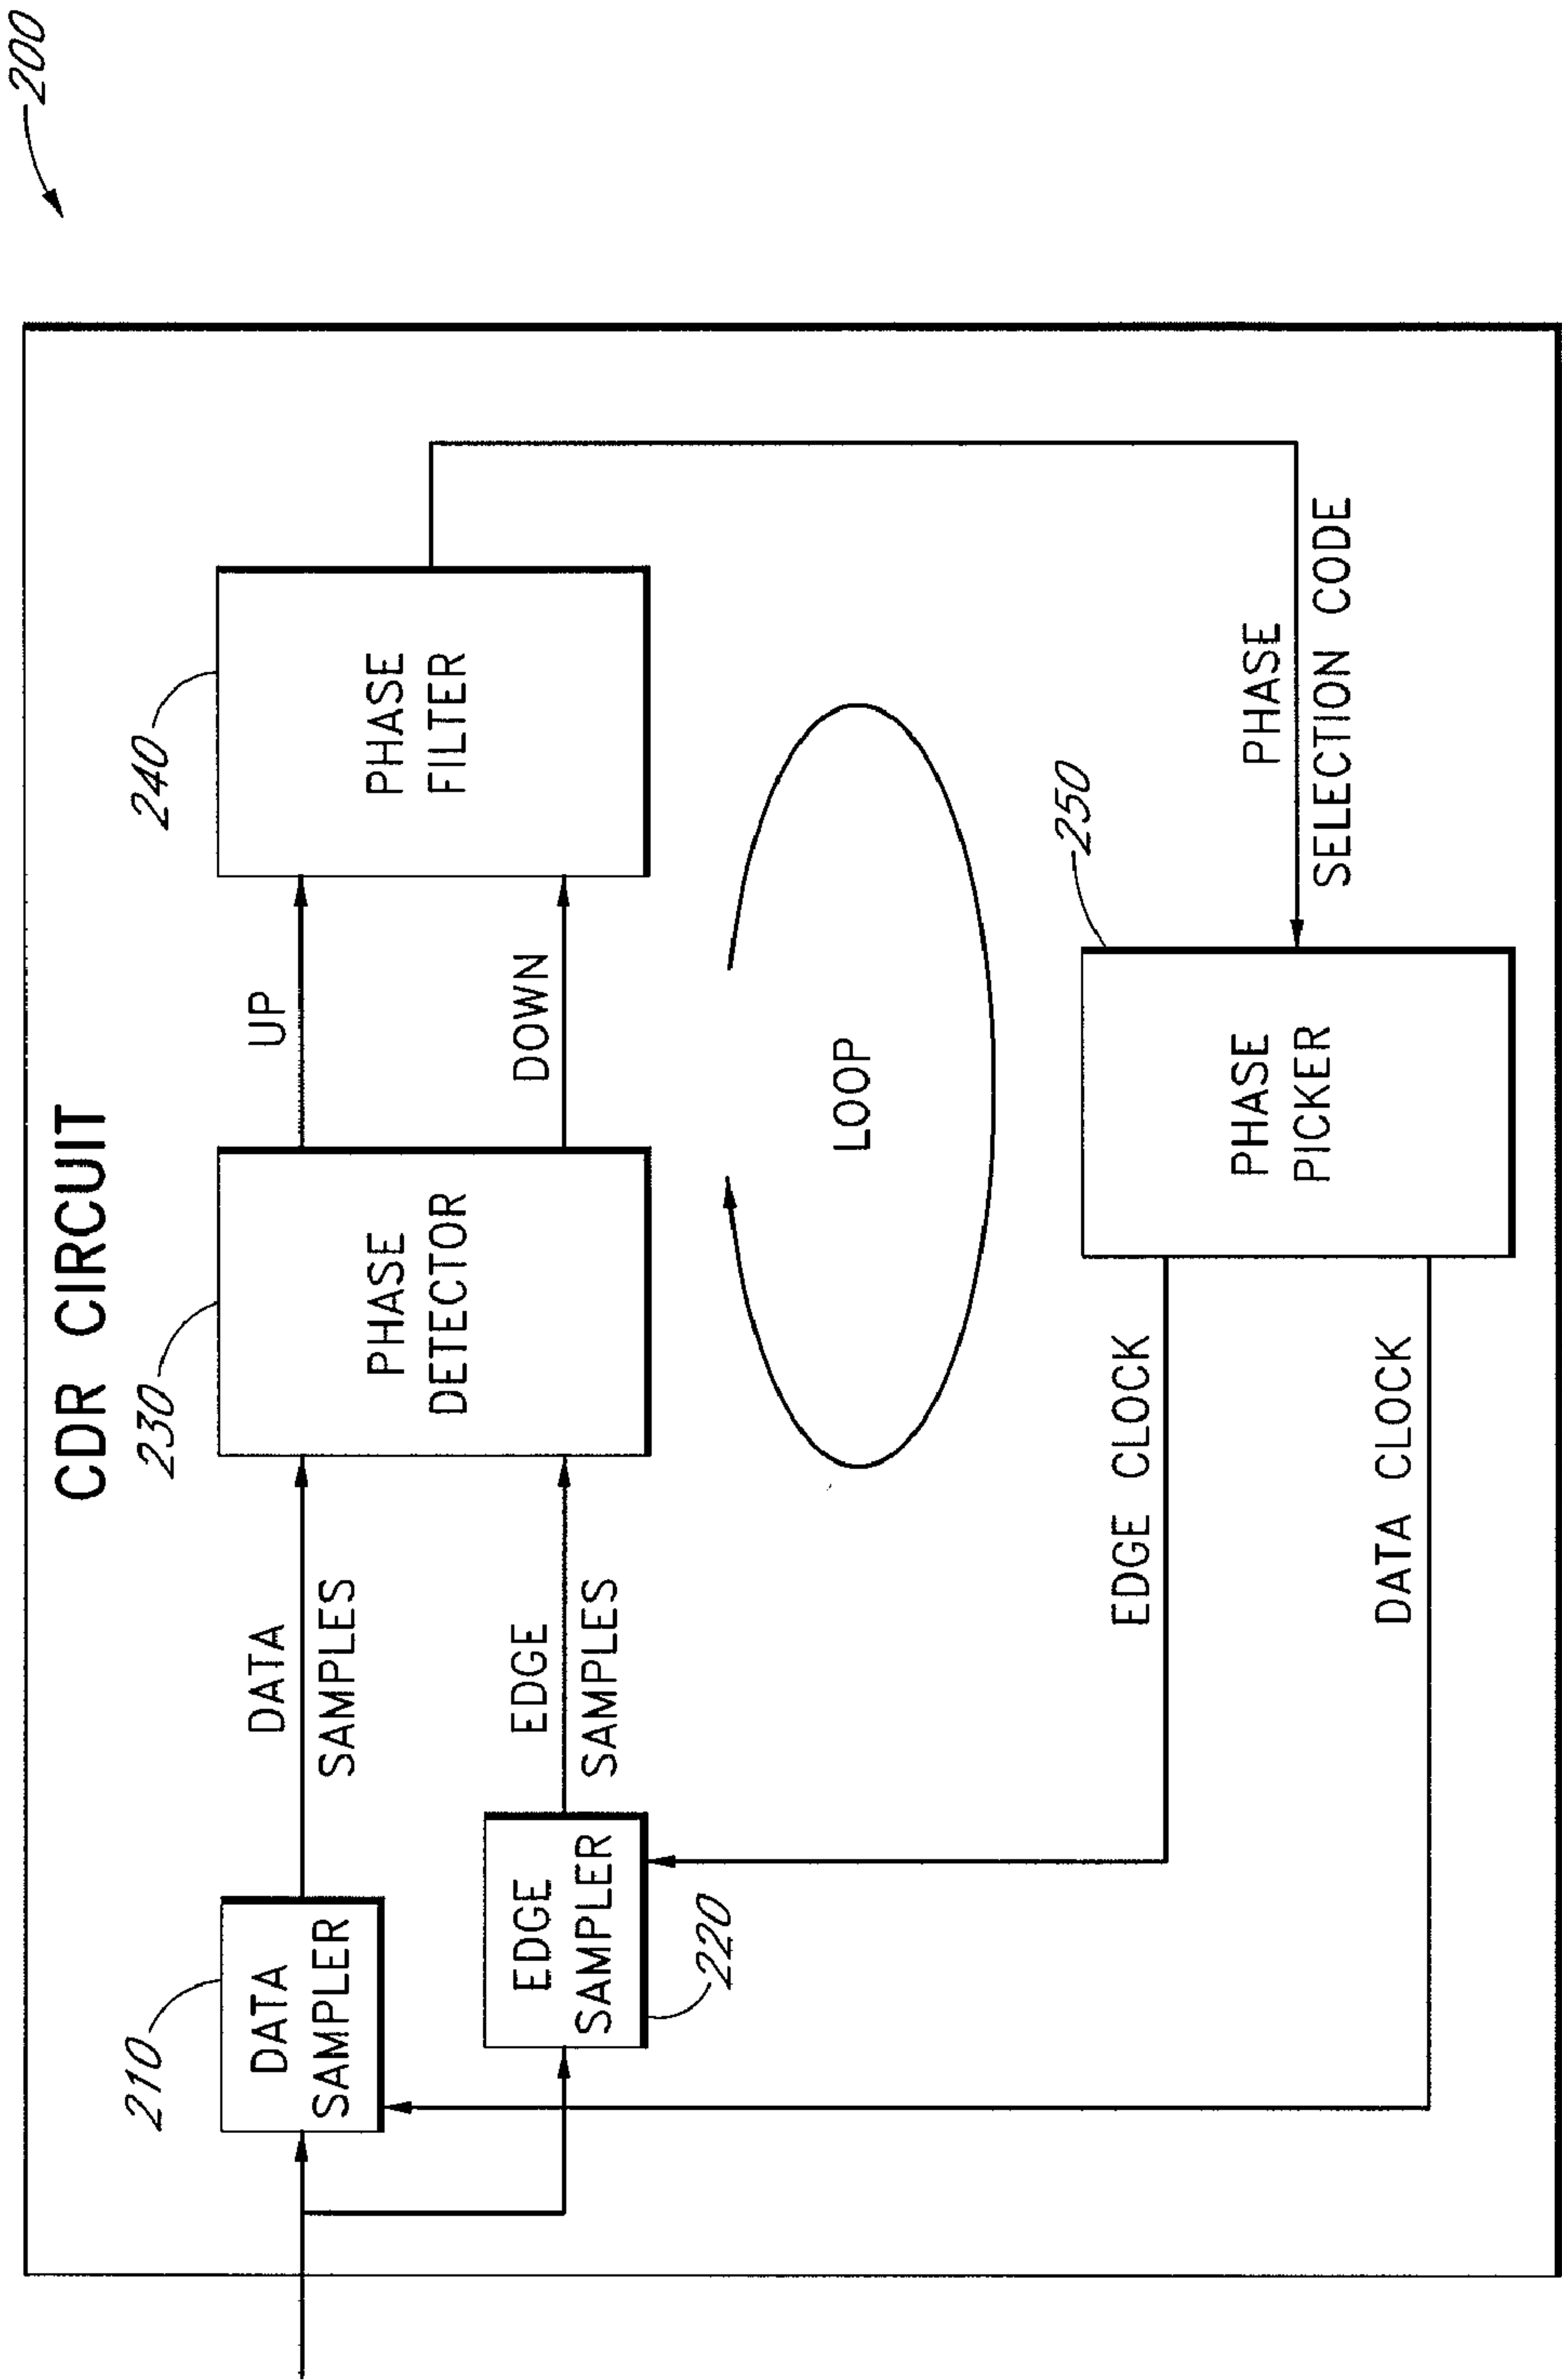 200
CDR CIRCUIT
210
DATA
SAMPLER
DATA
SAMPLES
230
PHASE
DETECTOR
UP
DOWN
240
PHASE
FILTER
EDGE
SAMPLER
220
EDGE
SAMPLES
LOOP
EDGE CLOCK
DATA CLOCK
250
PHASE
PICKER
PHASE
SELECTION CODE